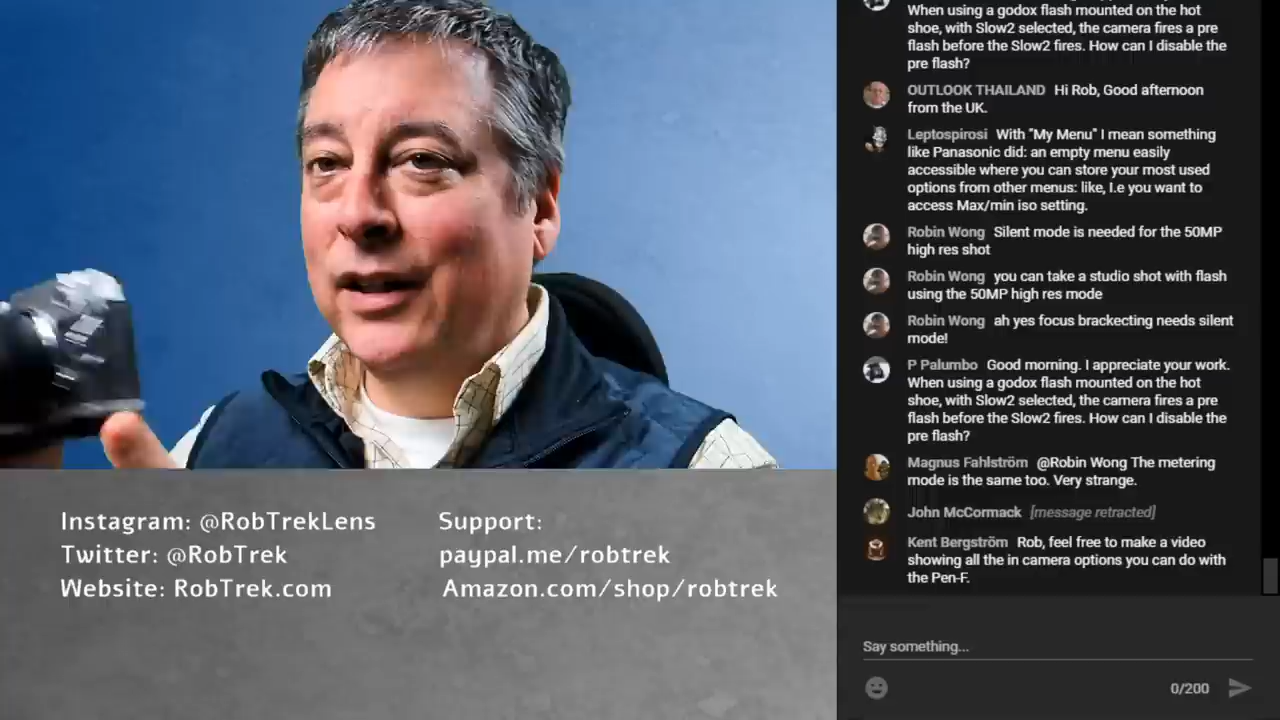 Instagram: @RobTrekLens
Twitter: @RobTrek
Website: RobTrek.com
Support:
paypal.me/robtrek
Amazon.com/shop/robtrek
When using a godox flash mounted on the hot
shoe, with Slow2 selected, the camera fires a pre
flash before the Slow2 fires. How can I disable the
pre flash?
OUTLOOK THAILAND Hi Rob, Good afternoon
from the UK.
Leptospirosi With "My Menu" I mean something
like Panasonic did: an empty menu easily
accessible where you can store your most used
options from other menus: like, I.e you want to
access Max/min iso setting.
Robin Wong Silent mode is needed for the 50MP
high res shot
Robin Wong you can take a studio shot with flash
using the 50MP high res mode
Robin Wong ah yes focus brackecting needs silent
mode!
P Palumbo Good morning. I appreciate your work.
When using a godox flash mounted on the hot
shoe, with Slow2 selected, the camera fires a pre
flash before the Slow2 fires. How can I disable the
pre flash?
Magnus Fahlström @Robin Wong The metering
mode is the same too. Very strange.
John McCormack [message retracted]
Kent Bergström Rob, feel free to make a video
showing all the in camera options you can do with
the Pen-F.
Say something...
0/200